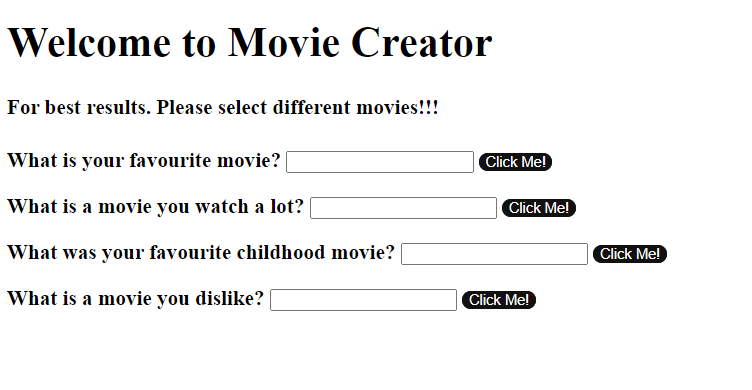 Welcome to Movie Creator
For best results. Please select different movies!!!
What is your favourite movie? Click Me!
What is a movie you watch a lot? Click Me!
What was your favourite childhood movie? Click Me!
What is a movie you dislike? Click Me!